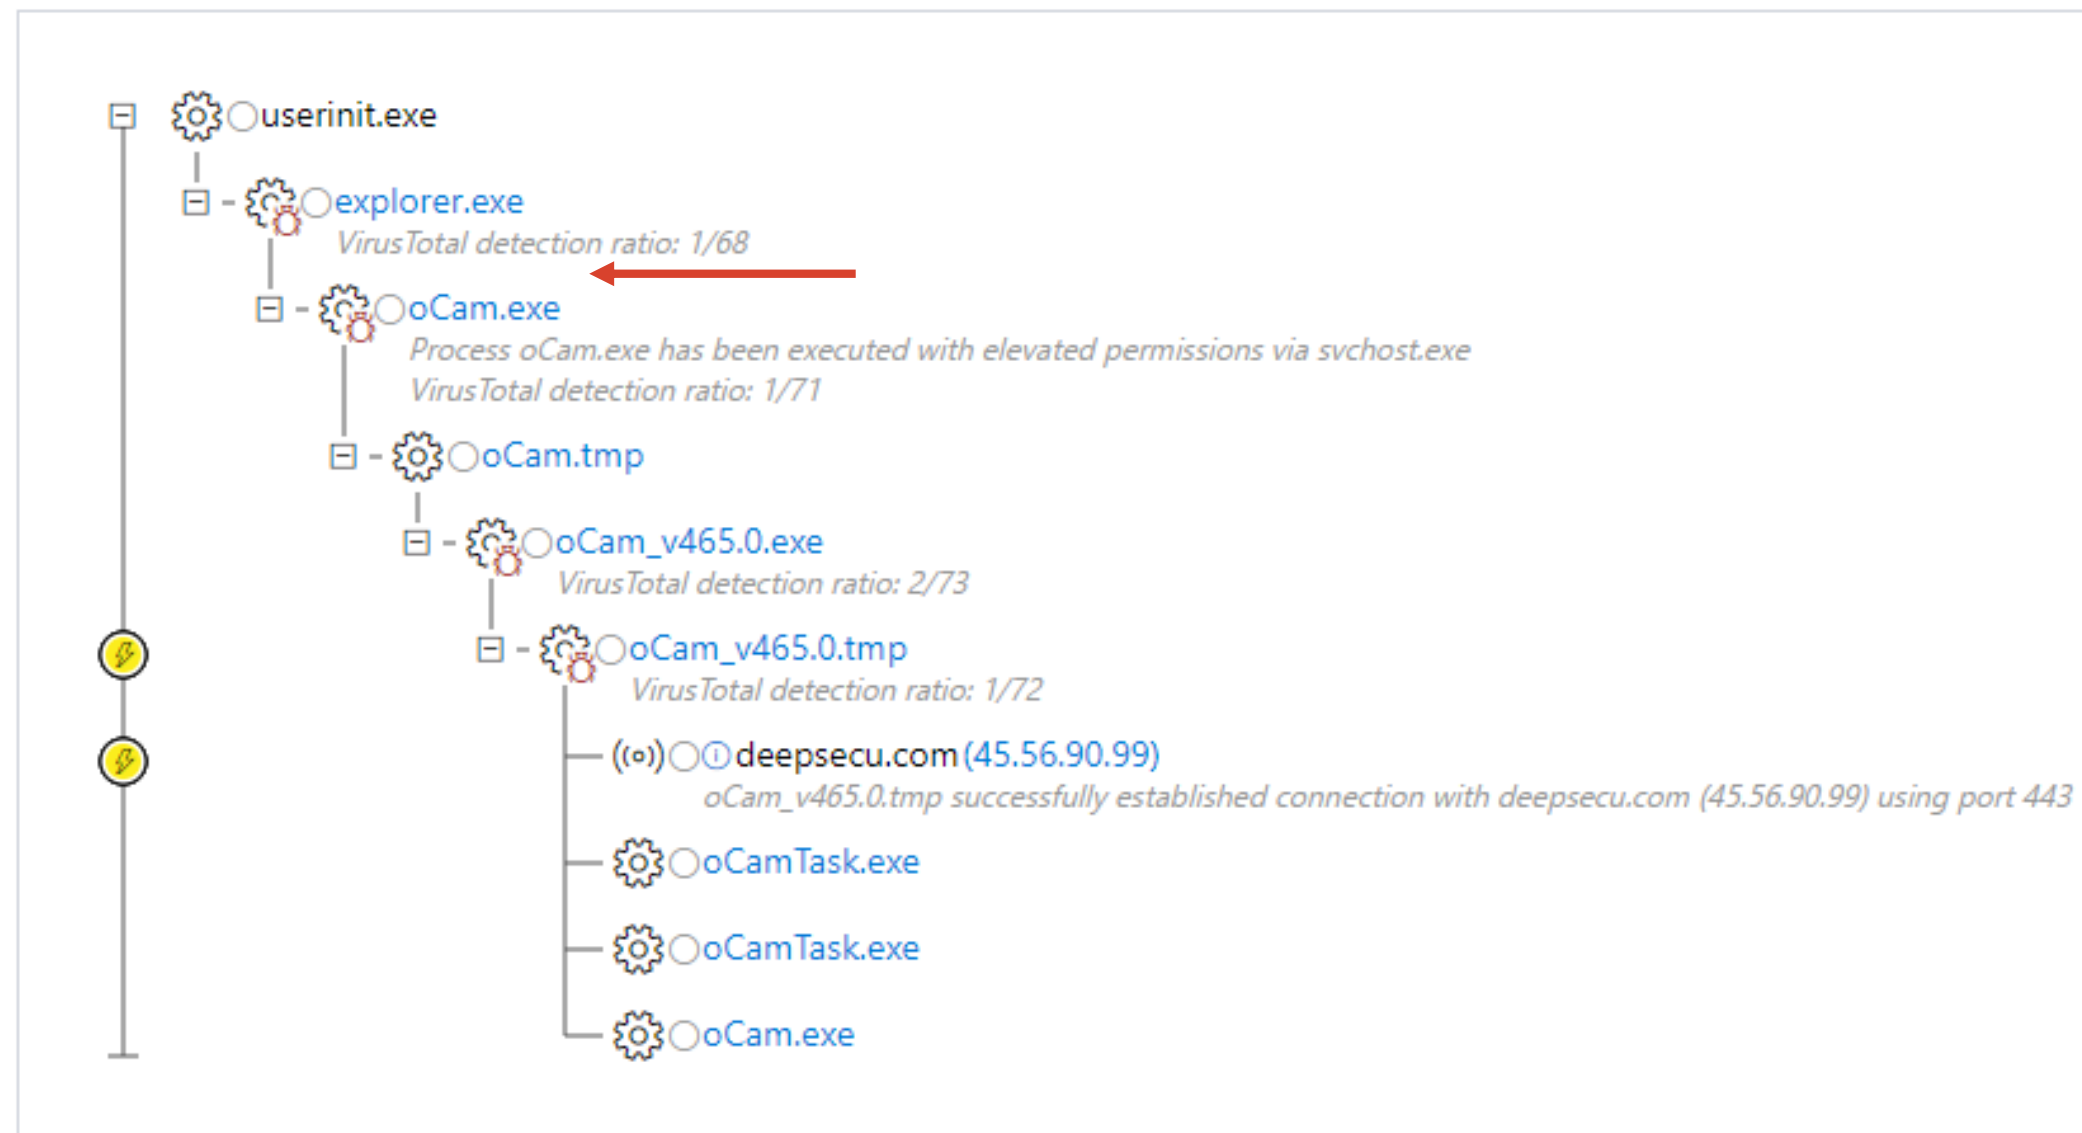 userinit.exe
explorer.exe
VirusTotal detection ratio: 1/68
oCam.exe
Process oCam.exe has been executed with elevated permissions via svchost.exe
VirusTotal detection ratio: 1/71
oCam.tmp
oCam_v465.0.exe
VirusTotal detection ratio: 2/73
oCam_v465.0.tmp
VirusTotal detection ratio: 1/72
deepsecu.com (45.56.90.99)
oCam_v465.0.tmp successfully established connection with deepsecu.com (45.56.90.99) using port 443
oCamTask.exe
oCamTask.exe
oCam.exe